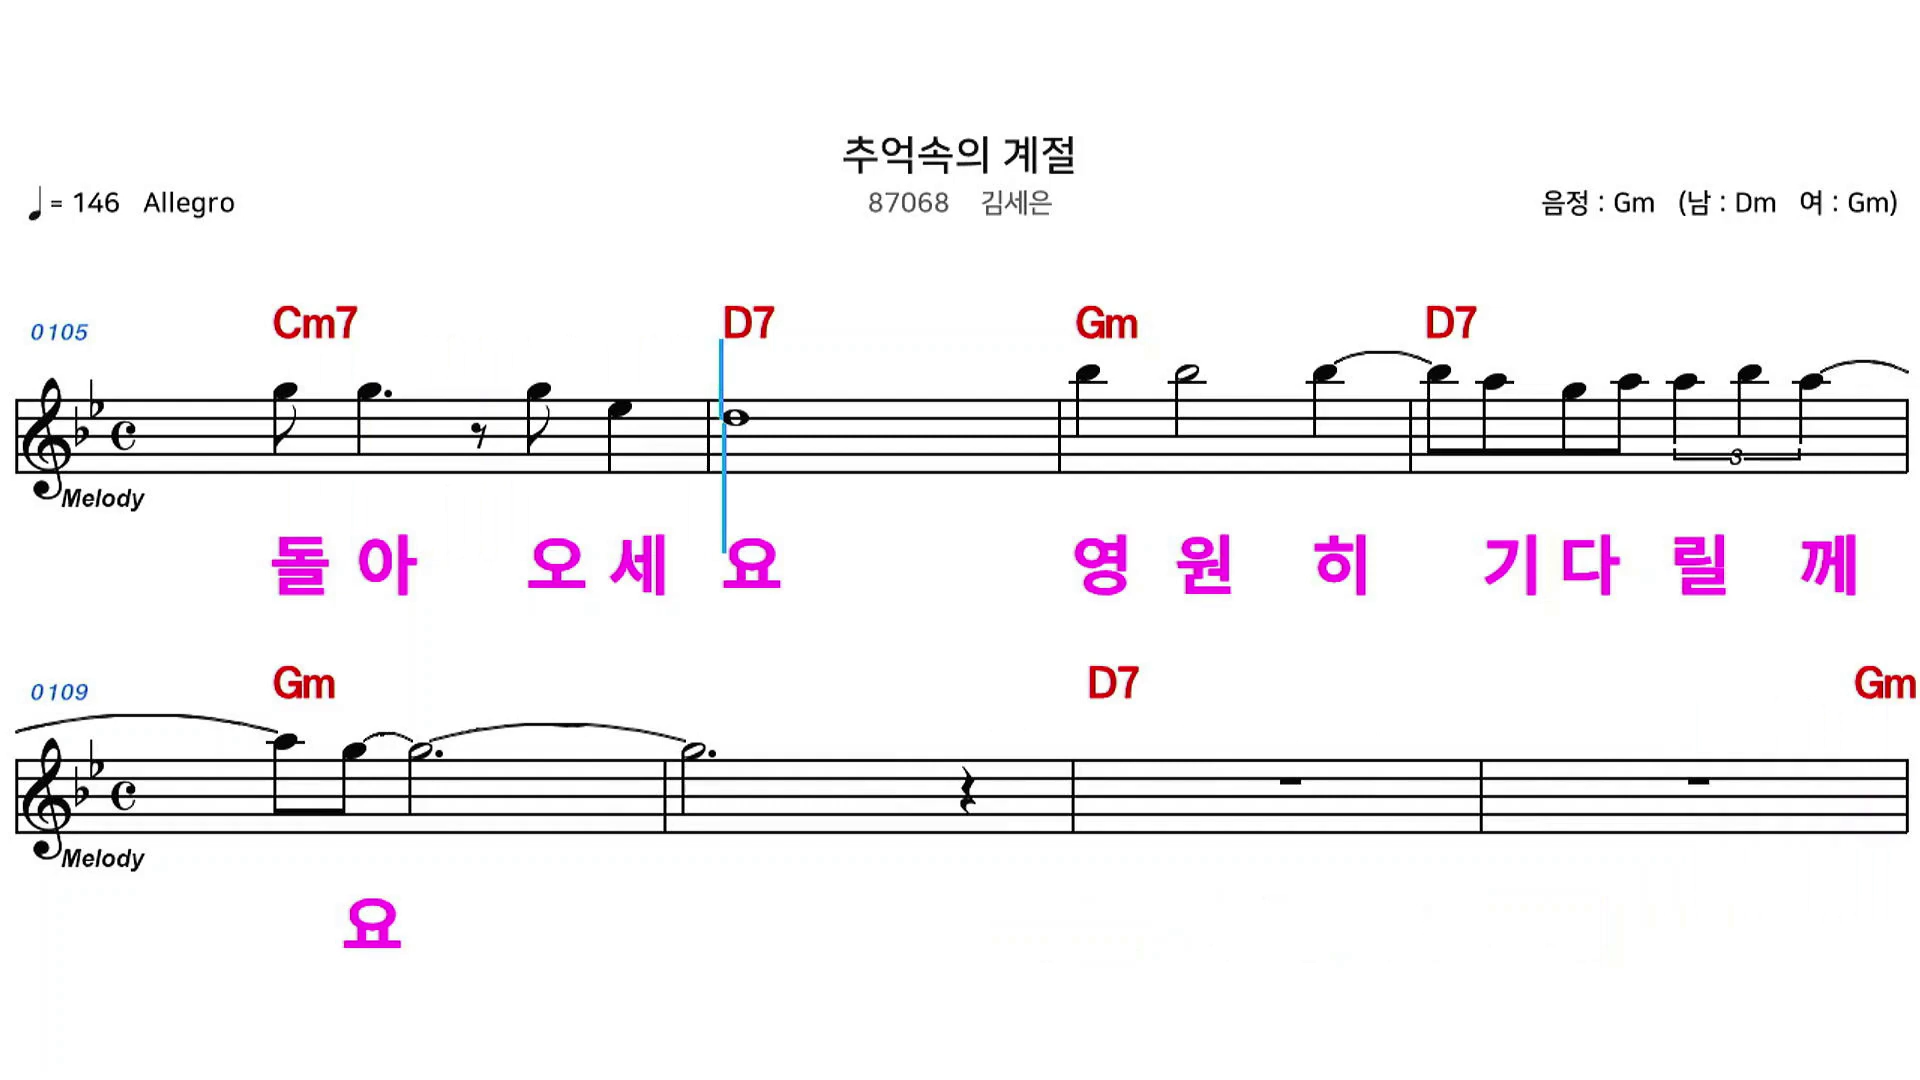 추억속의 계절
♩= 146 Allegro 87068 김세은 음정 : Gm (남 : Dm 여 : Gm)
0105 Cm7 D7 Gm D7
3
Melody
돌 아 오 세 요 영 원 히 기 다 릴 께
0109 Gm D7 Gm
Melody
요